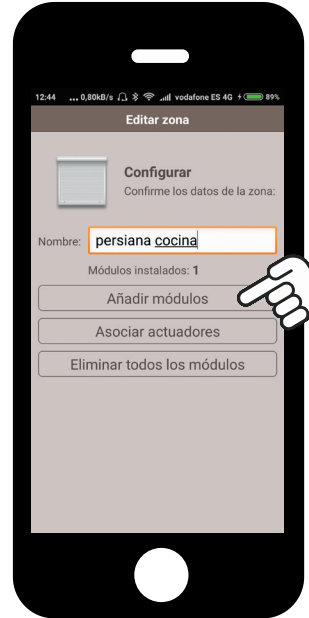 12:44 ... 0,80kB/s vodafone ES 4G 89%
Editar zona
Configurar
Confirme los datos de la zona:
Nombre: persiana cocina
Módulos instalados: 1
Añadir módulos
Asociar actuadores
Eliminar todos los módulos